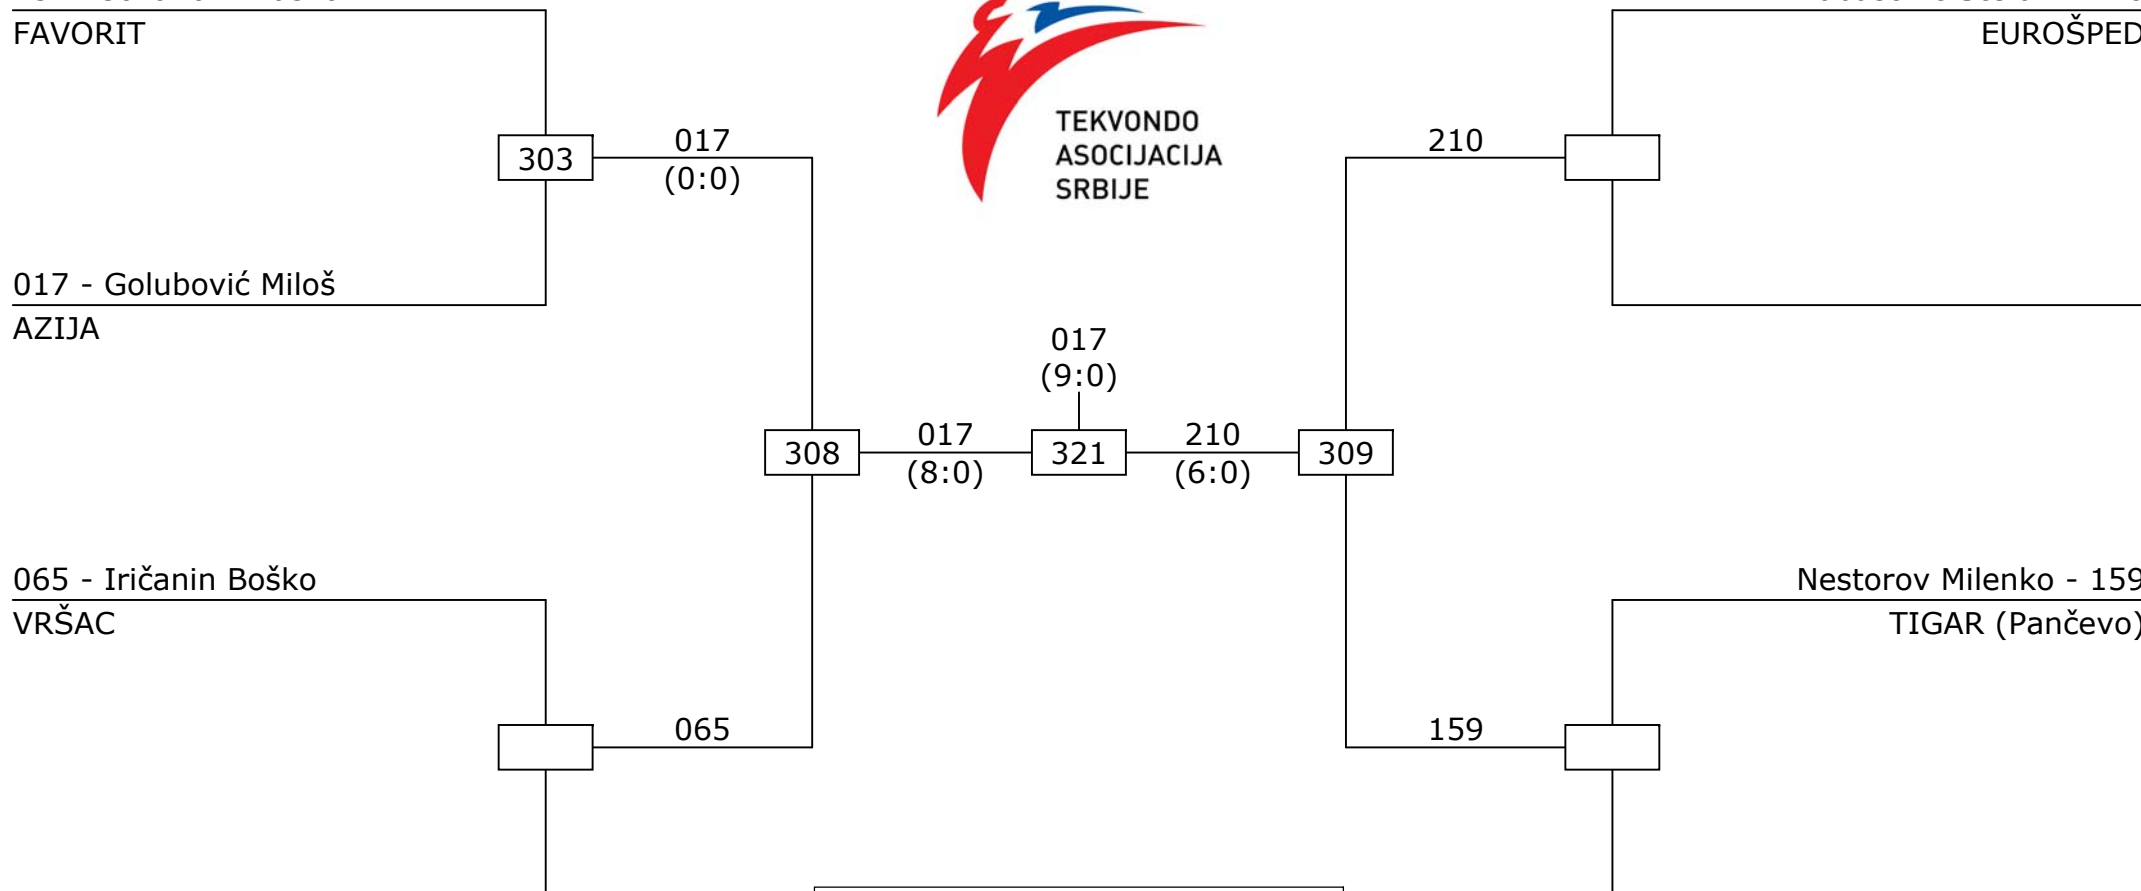 FAVORIT
EUROŠPED
TEKVONDO
ASOCIJACIJA
SRBIJE
303
017
(0:0)
210
017 - Golubović Miloš
AZIJA
017
(9:0)
308
017
(8:0)
321
210
(6:0)
309
065 - Iričanin Boško
VRŠAC
Nestorov Milenko - 159
TIGAR (Pančevo)
065
159